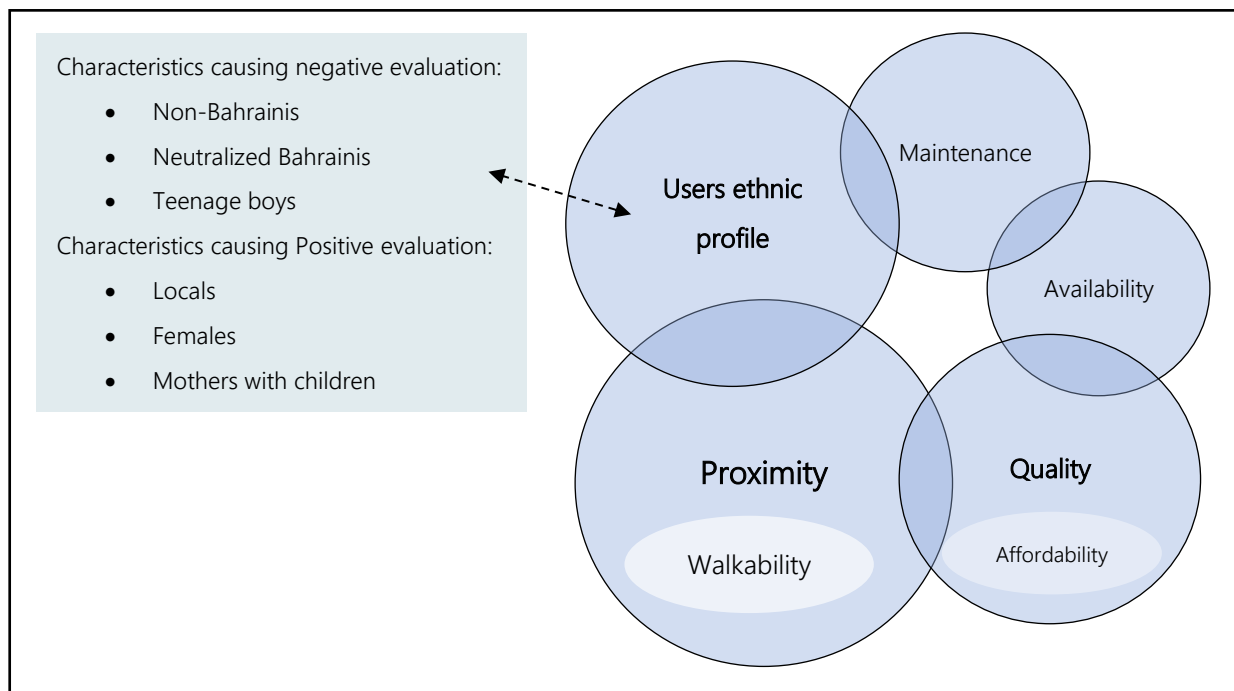 Characteristics causing negative evaluation:
• Non-Bahrainis
• Neutralized Bahrainis
• Teenage boys
Characteristics causing Positive evaluation:
• Locals
• Females
• Mothers with children
Users ethnic
profile
Maintenance
Availability
Proximity
Walkability
Quality
Affordability